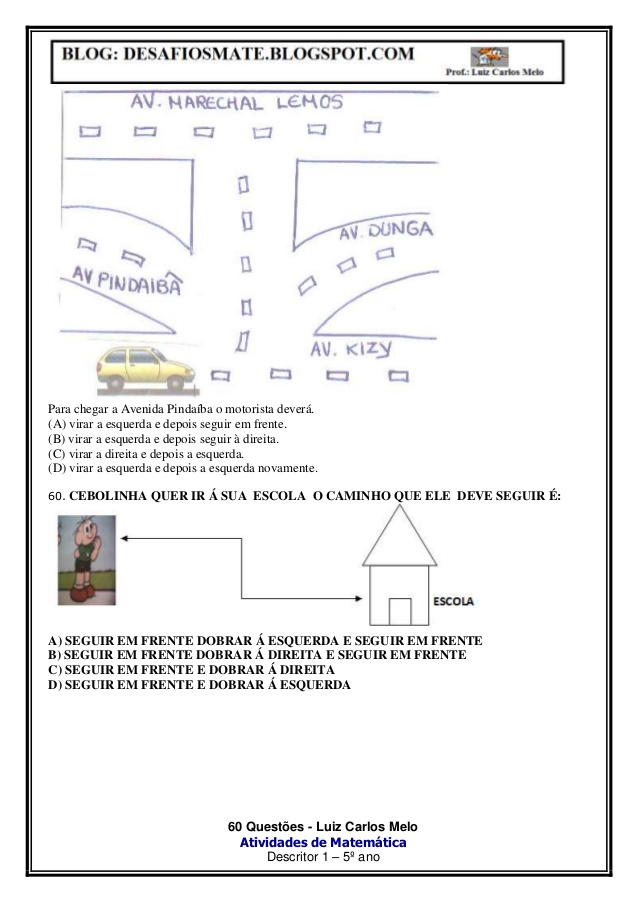 BLOG: DESAFIOSMATE.BLOGSPOT.COM
Prof.: Luiz Carlos Melo
AV. MARECHAL LEMOS
AV. DUNGA
AV PINDAIBÂ
AV. KIZY
Para chegar a Avenida Pindaíba o motorista deverá.
(A) virar a esquerda e depois seguir em frente.
(B) virar a esquerda e depois seguir à direita.
(C) virar a direita e depois a esquerda.
(D) virar a esquerda e depois a esquerda novamente.
60. CEBOLINHA QUER IR Á SUA ESCOLA O CAMINHO QUE ELE DEVE SEGUIR É:
ESCOLA
A) SEGUIR EM FRENTE DOBRAR Á ESQUERDA E SEGUIR EM FRENTE
B) SEGUIR EM FRENTE DOBRAR Á DIREITA E SEGUIR EM FRENTE
C) SEGUIR EM FRENTE E DOBRAR Á DIREITA
D) SEGUIR EM FRENTE E DOBRAR Á ESQUERDA
60 Questões - Luiz Carlos Melo
Atividades de Matemática
Descritor 1 – 5º ano